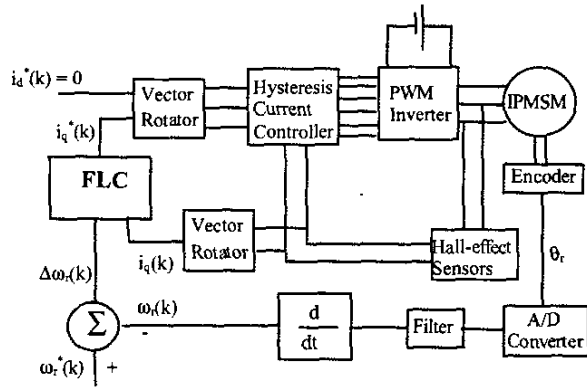 i_d^*(k) = 0
Vector
Rotator
Hysteresis
Current
Controller
PWM
Inverter
IPMSM
i_q^*(k)
FLC
Encoder
Vector
Rotator
i_q(k)
Hall-effect
Sensors
θ_r
Δω_r(k)
Σ
ω_r(k)
-
d
dt
Filter
A/D
Converter
ω_r^*(k) +